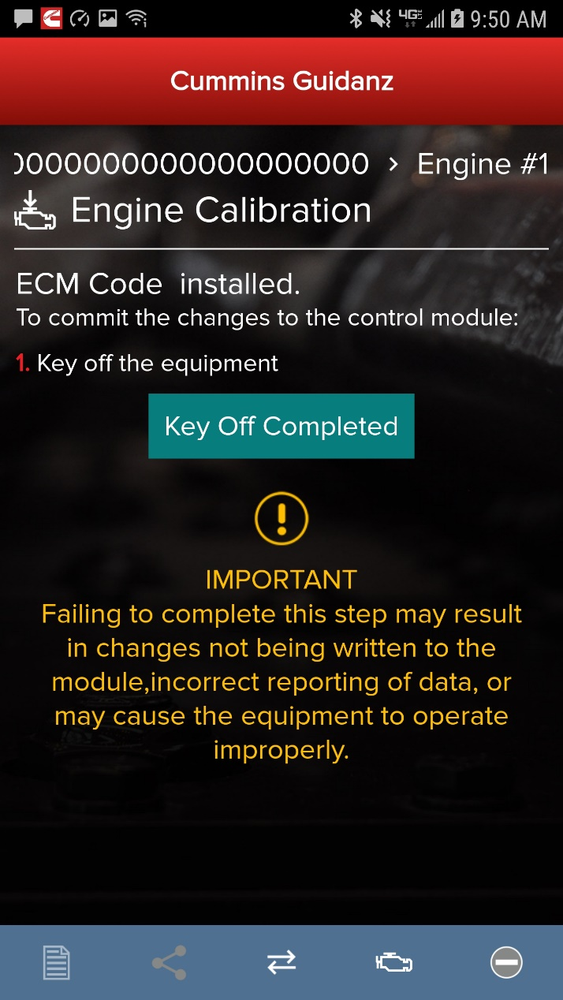 4G LTE 9:50 AM
Cummins Guidanz
0000000000000000000 > Engine #1
Engine Calibration
ECM Code  installed.
To commit the changes to the control module:
1. Key off the equipment
Key Off Completed
IMPORTANT
Failing to complete this step may result
in changes not being written to the
module,incorrect reporting of data, or
may cause the equipment to operate
improperly.